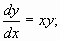 dy/dx = xy;